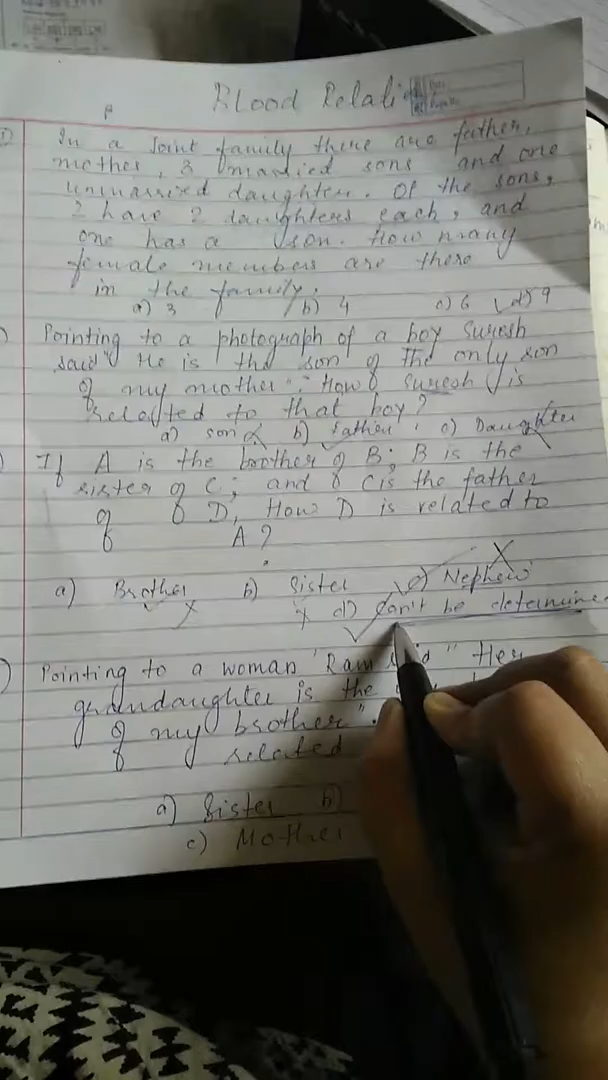 Blood Relati
In a Joint family there are father,
mother, 3 married sons and one
unmarried daughter. Of the sons,
2 have 2 daughters each, and
one has a son. How many
female members are there
in the family.
a) 3 b) 4 c) 6 d) 9
Pointing to a photograph of a boy Suresh
said "He is the son of the only son
of my mother". How Suresh is
related to that boy?
a) son b) father c) Daughter
If A is the brother of B; B is the
sister of C; and C is the father
of D, How D is related to
A?
a) Brother b) Sister c) Nephew
d) Can't be determine
Pointing to a woman "Ram said" Her
grandaughter is the
of my brother".
related
a) Sister b)
c) Mother